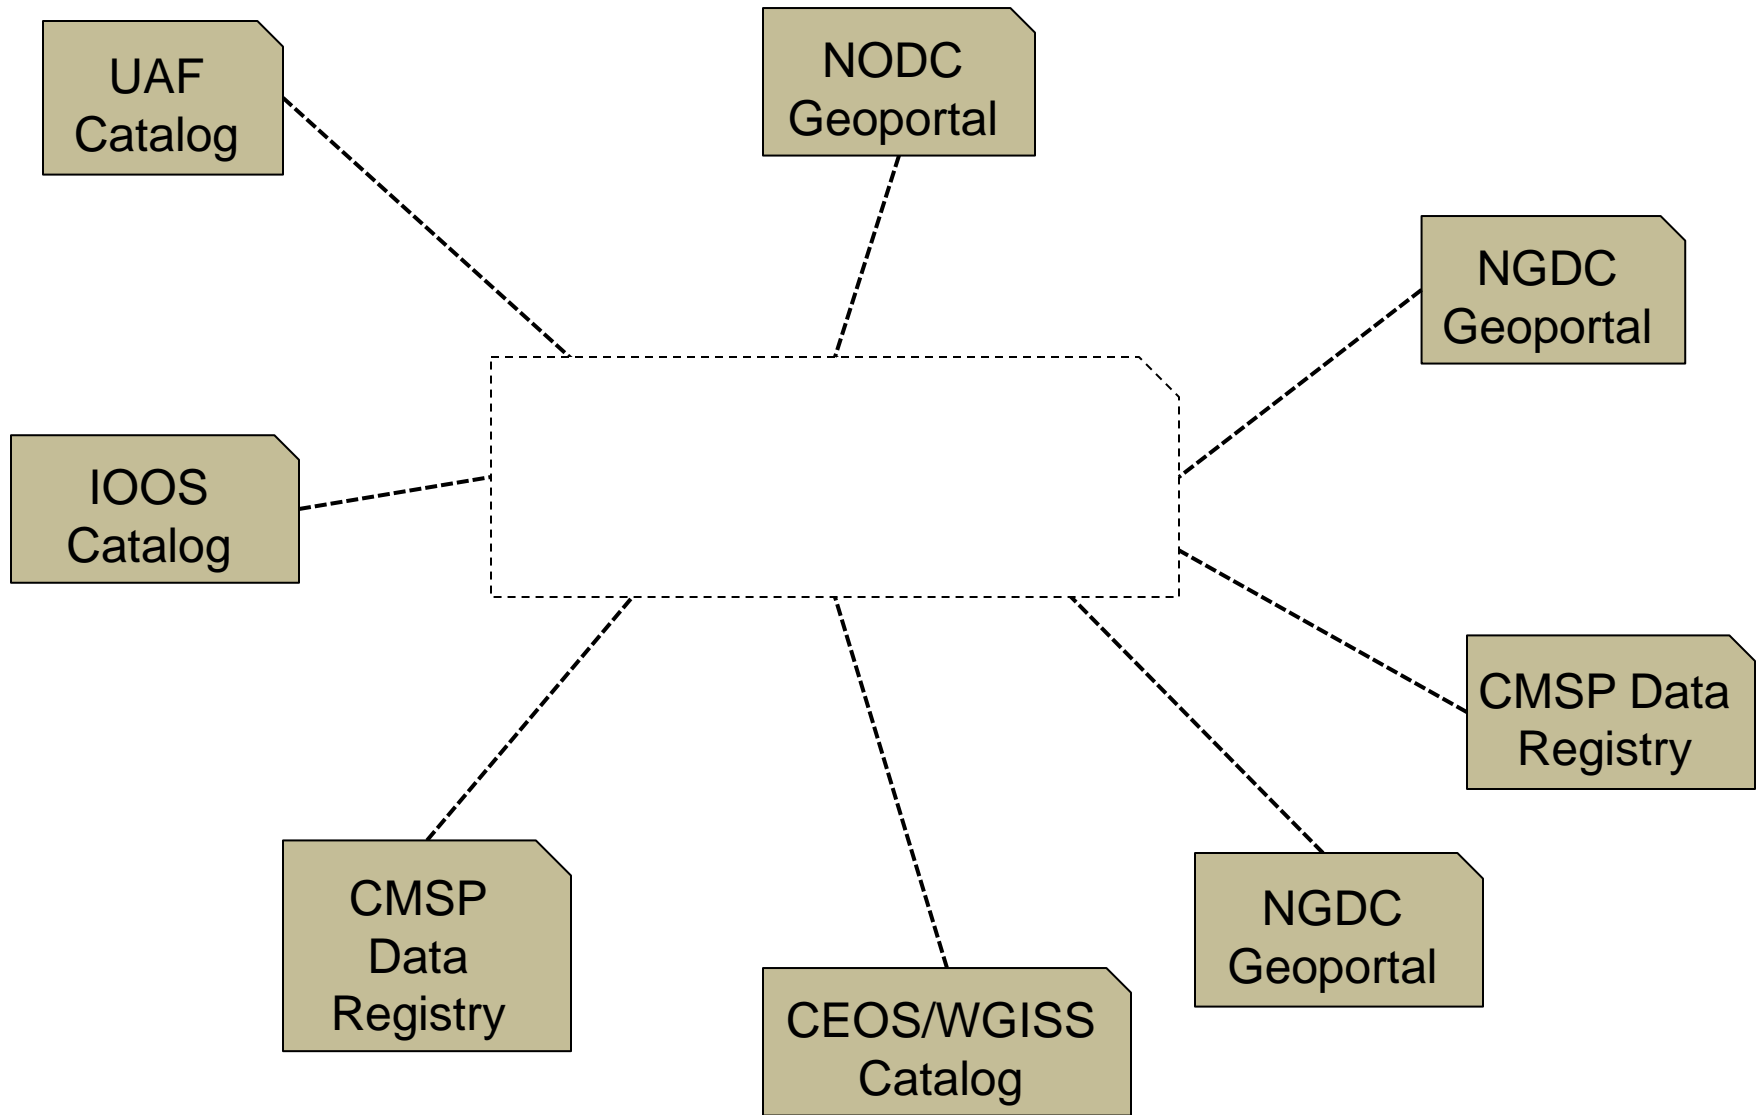 UAF
Catalog
NODC
Geoportal
NGDC
Geoportal
IOOS
Catalog
CMSP Data
Registry
CMSP
Data
Registry
NGDC
Geoportal
CEOS/WGISS
Catalog